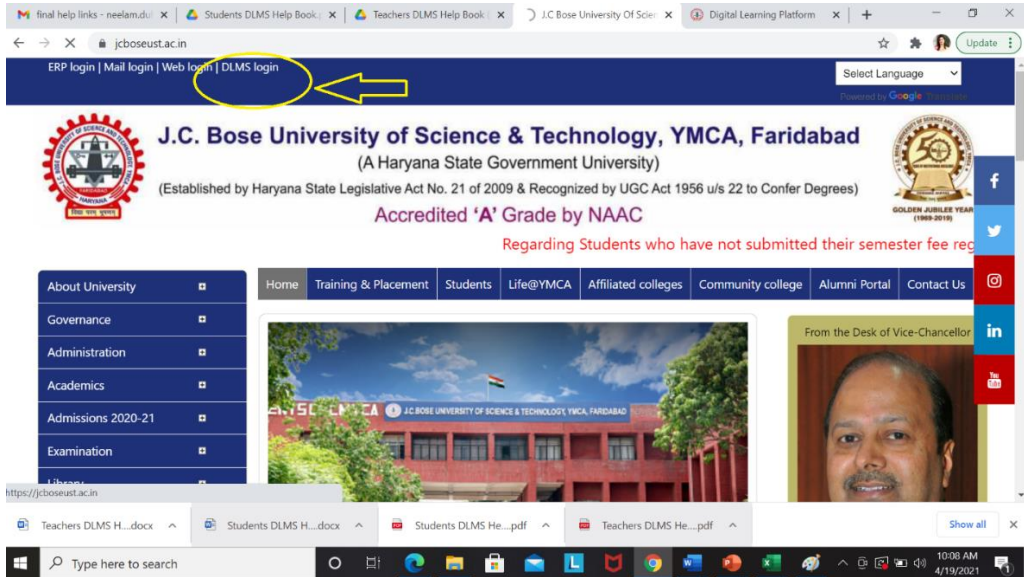 final help links - neelam.dul
Students DLMS Help Book.p
Teachers DLMS Help Book (
J.C Bose University Of Scien
Digital Learning Platform
jcboseust.ac.in
Update
ERP login | Mail login | Web login | DLMS login
Select Language
Powered by Google Translate
J.C. Bose University of Science & Technology, YMCA, Faridabad
(A Haryana State Government University)
(Established by Haryana State Legislative Act No. 21 of 2009 & Recognized by UGC Act 1956 u/s 22 to Confer Degrees)
Accredited 'A' Grade by NAAC
GOLDEN JUBILEE YEAR
(1969-2019)
Regarding Students who have not submitted their semester fee reg
About University
Governance
Administration
Academics
Admissions 2020-21
Examination
Library
Home
Training & Placement
Students
Life@YMCA
Affiliated colleges
Community college
Alumni Portal
Contact Us
J.C.BOSE UNIVERSITY OF SCIENCE & TECHNOLOGY, YMCA, FARIDABAD
From the Desk of Vice-Chancellor
f
in
You
Tube
https://jcboseust.ac.in
Teachers DLMS H....docx
Students DLMS H....docx
Students DLMS He....pdf
Teachers DLMS He....pdf
Show all
Type here to search
10:08 AM
4/19/2021